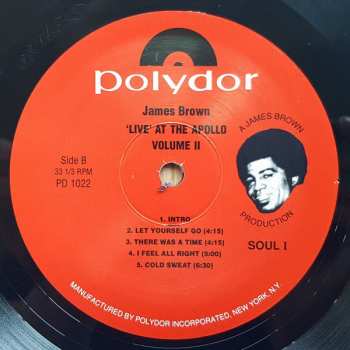 polydor
James Brown
'LIVE' AT THE APOLLO
VOLUME II
Side B
33 1/3 RPM
PD 1022
A JAMES BROWN
PRODUCTION
SOUL I
1. INTRO
2. LET YOURSELF GO (4:15)
3. THERE WAS A TIME (4:15)
4. I FEEL ALL RIGHT (5:00)
5. COLD SWEAT (6:30)
MANUFACTURED BY POLYDOR INCORPORATED, NEW YORK, N.Y.